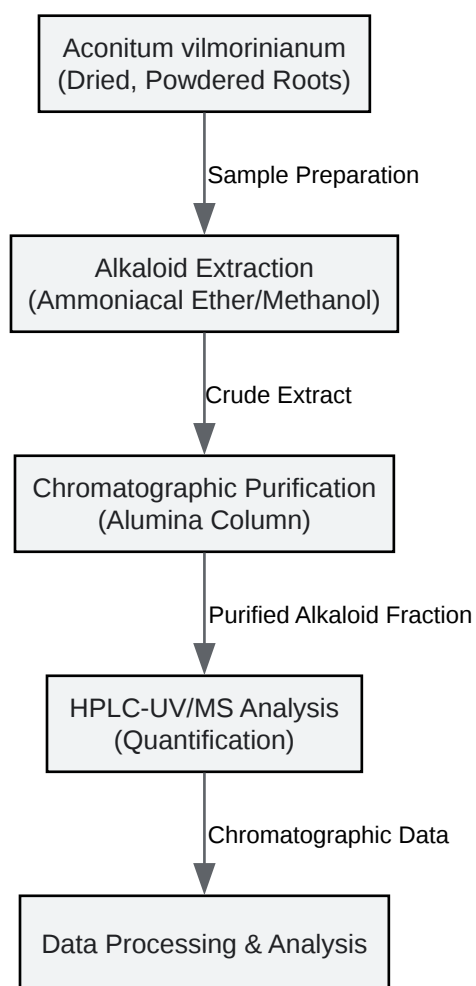 Aconitum vilmorinianum
(Dried, Powdered Roots)
Sample Preparation
Alkaloid Extraction
(Ammoniacal Ether/Methanol)
Crude Extract
Chromatographic Purification
(Alumina Column)
Purified Alkaloid Fraction
HPLC-UV/MS Analysis
(Quantification)
Chromatographic Data
Data Processing & Analysis